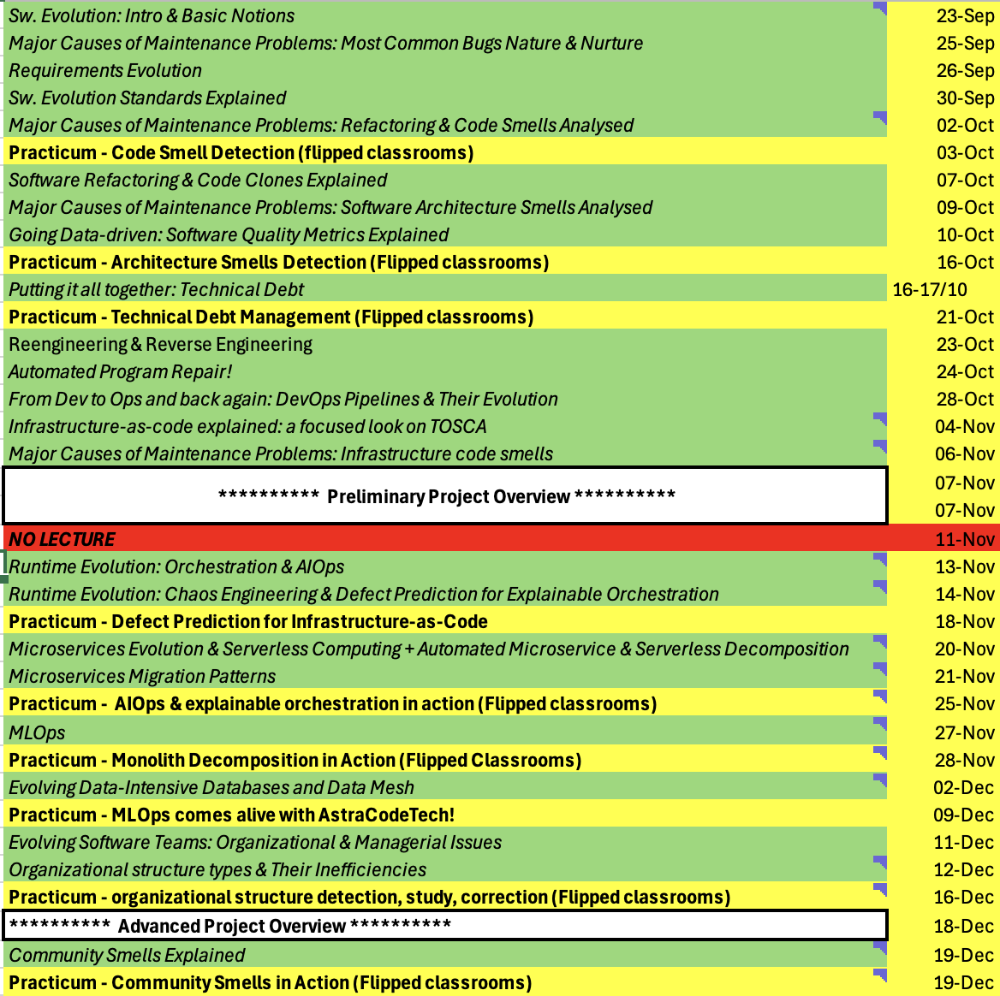 Sw. Evolution: Intro & Basic Notions 23-Sep
Major Causes of Maintenance Problems: Most Common Bugs Nature & Nurture 25-Sep
Requirements Evolution 26-Sep
Sw. Evolution Standards Explained 30-Sep
Major Causes of Maintenance Problems: Refactoring & Code Smells Analysed 02-Oct
Practicum - Code Smell Detection (flipped classrooms) 03-Oct
Software Refactoring & Code Clones Explained 07-Oct
Major Causes of Maintenance Problems: Software Architecture Smells Analysed 09-Oct
Going Data-driven: Software Quality Metrics Explained 10-Oct
Practicum - Architecture Smells Detection (Flipped classrooms) 16-Oct
Putting it all together: Technical Debt 16-17/10
Practicum - Technical Debt Management (Flipped classrooms) 21-Oct
Reengineering & Reverse Engineering 23-Oct
Automated Program Repair! 24-Oct
From Dev to Ops and back again: DevOps Pipelines & Their Evolution 28-Oct
Infrastructure-as-code explained: a focused look on TOSCA 04-Nov
Major Causes of Maintenance Problems: Infrastructure code smells 06-Nov
********** Preliminary Project Overview ********** 07-Nov
07-Nov
NO LECTURE 11-Nov
Runtime Evolution: Orchestration & AIOps 13-Nov
Runtime Evolution: Chaos Engineering & Defect Prediction for Explainable Orchestration 14-Nov
Practicum - Defect Prediction for Infrastructure-as-Code 18-Nov
Microservices Evolution & Serverless Computing + Automated Microservice & Serverless Decomposition 20-Nov
Microservices Migration Patterns 21-Nov
Practicum - AIOps & explainable orchestration in action (Flipped classrooms) 25-Nov
MLOps 27-Nov
Practicum - Monolith Decomposition in Action (Flipped Classrooms) 28-Nov
Evolving Data-Intensive Databases and Data Mesh 02-Dec
Practicum - MLOps comes alive with AstraCodeTech! 09-Dec
Evolving Software Teams: Organizational & Managerial Issues 11-Dec
Organizational structure types & Their Inefficiencies 12-Dec
Practicum - organizational structure detection, study, correction (Flipped classrooms) 16-Dec
********** Advanced Project Overview ********** 18-Dec
Community Smells Explained 19-Dec
Practicum - Community Smells in Action (Flipped classrooms) 19-Dec